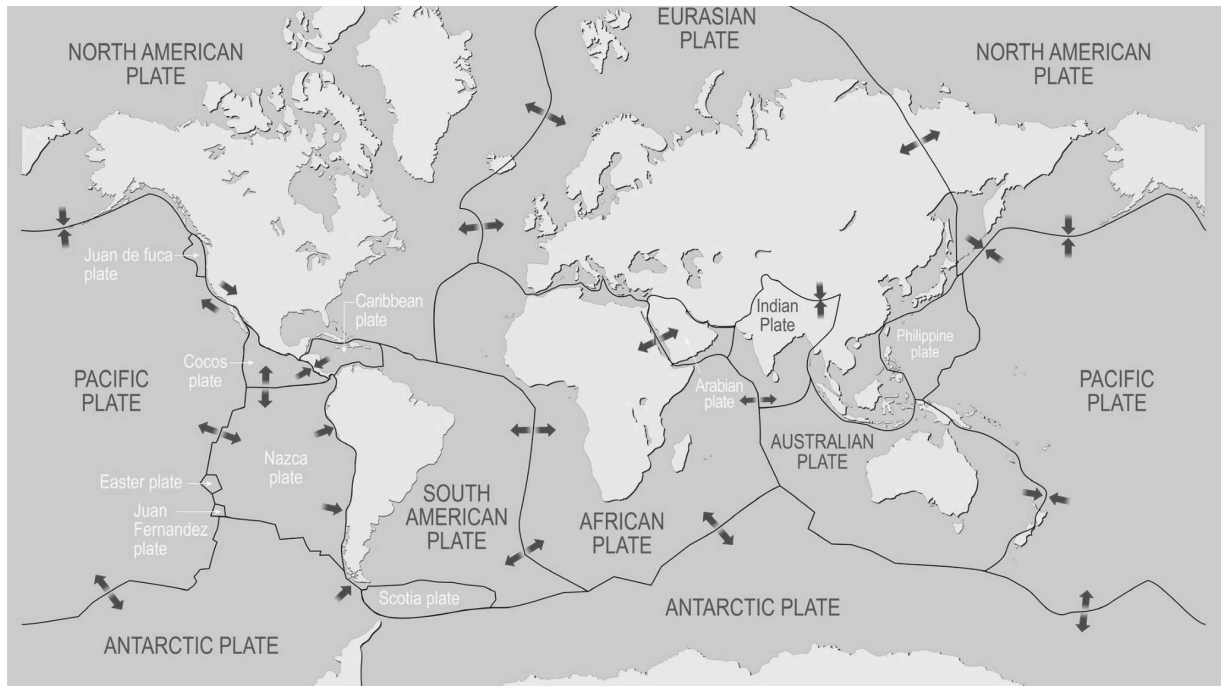 EURASIAN
PLATE
NORTH AMERICAN
PLATE
NORTH AMERICAN
PLATE
Juan de fuca
plate
Caribbean
plate
Indian
Plate
Philippine
plate
Cocos
plate
PACIFIC
PLATE
Arabian
plate
PACIFIC
PLATE
AUSTRALIAN
PLATE
Nazca
plate
Easter plate
Juan
Fernandez
plate
SOUTH
AMERICAN
PLATE
AFRICAN
PLATE
Scotia plate
ANTARCTIC PLATE
ANTARCTIC PLATE